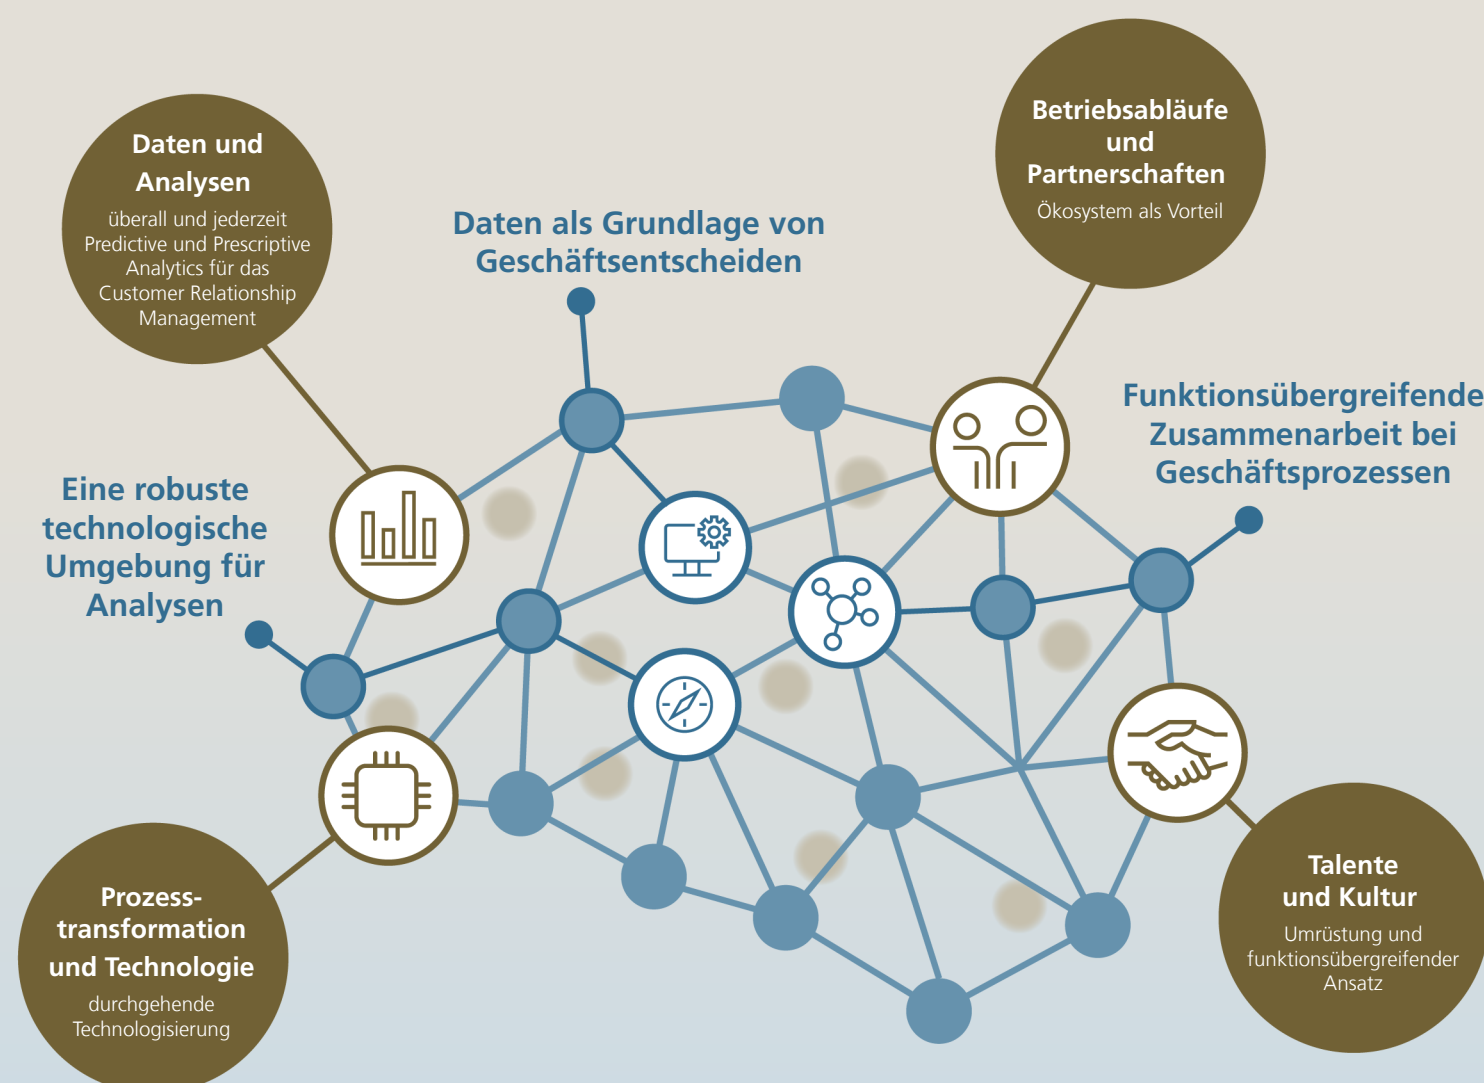 Daten und
Analysen
überall und jederzeit
Predictive und Prescriptive
Analytics für das
Customer Relationship
Management
Daten als Grundlage von
Geschäftsentscheiden
Betriebsabläufe
und
Partnerschaften
Ökosystem als Vorteil
Funktionsübergreifende
Zusammenarbeit bei
Geschäftsprozessen
Eine robuste
technologische
Umgebung für
Analysen
Prozess-
transformation
und Technologie
durchgehende
Technologisierung
Talente
und Kultur
Umrüstung und
funktionsübergreifender
Ansatz